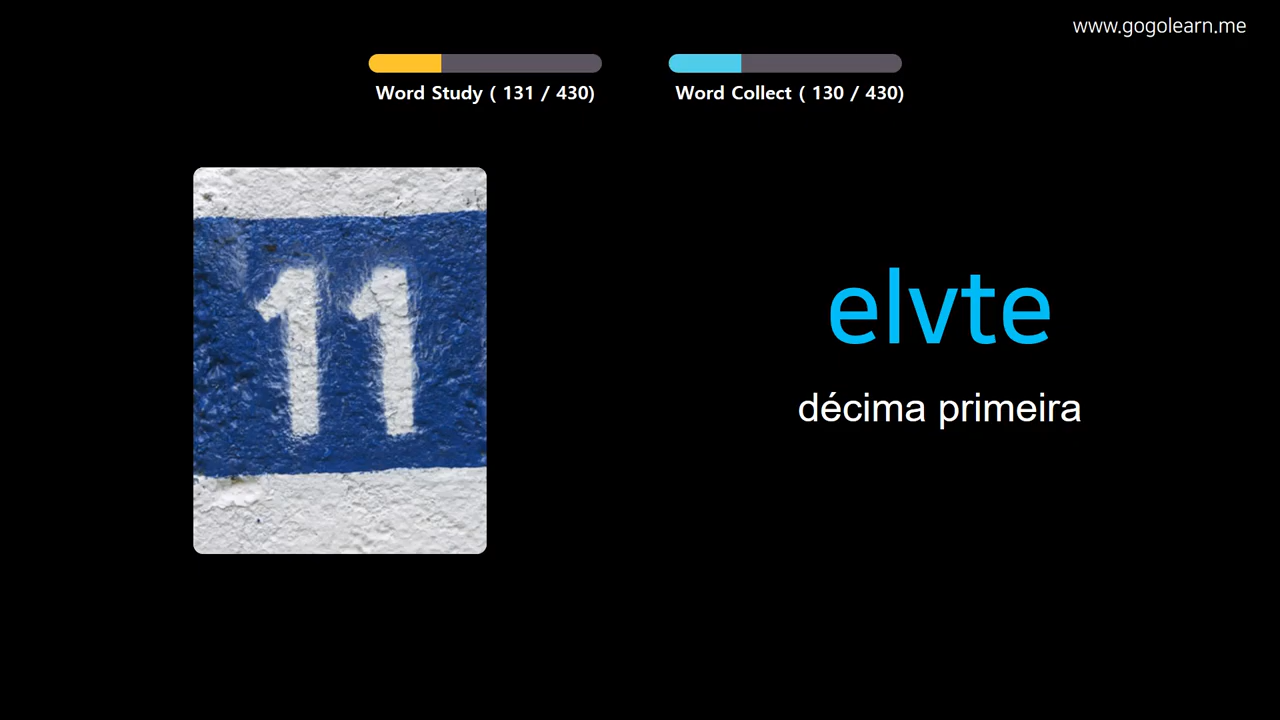 www.gogolearn.me
Word Study ( 131 / 430)
Word Collect ( 130 / 430)
11
elvte
décima primeira